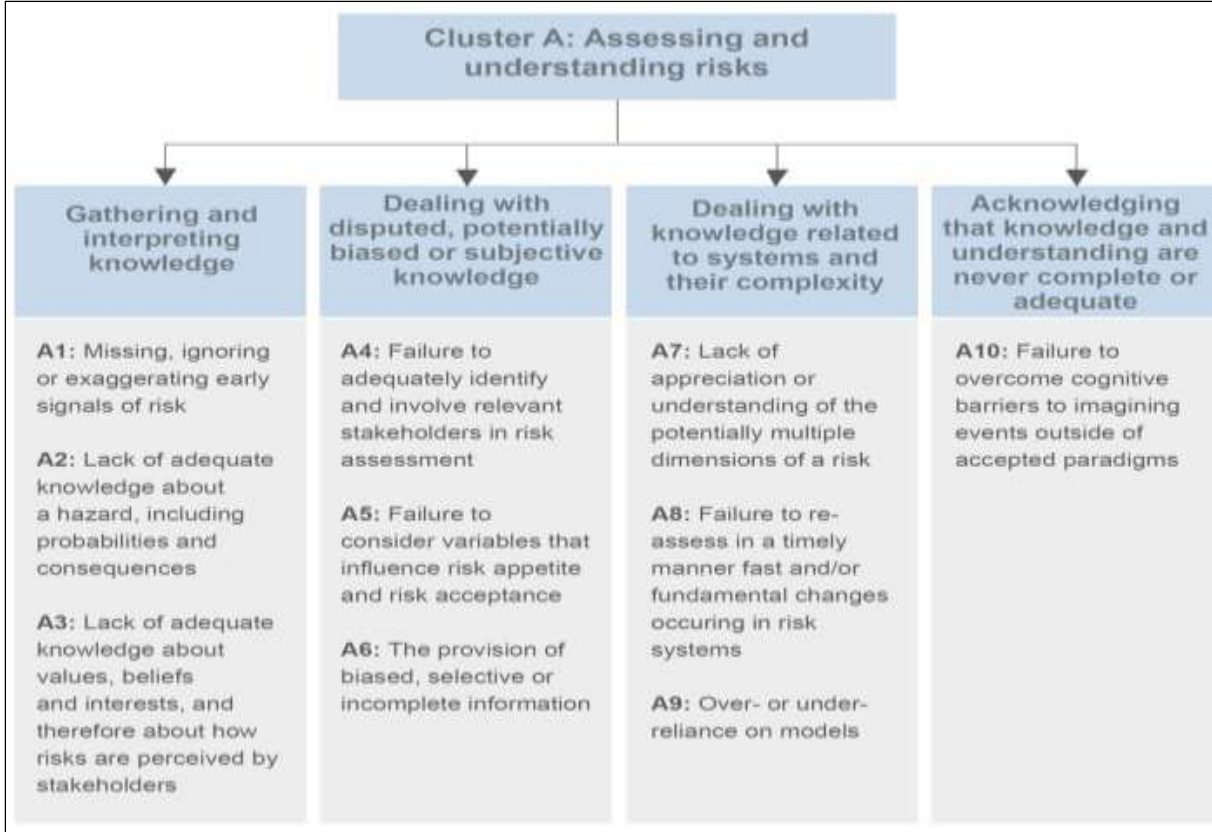 Cluster A: Assessing and
understanding risks
Gathering and
interpreting
knowledge
A1: Missing, ignoring
or exaggerating early
signals of risk
A2: Lack of adequate
knowledge about
a hazard, including
probabilities and
consequences
A3: Lack of adequate
knowledge about
values, beliefs
and interests, and
therefore about how
risks are perceived by
stakeholders
Dealing with
disputed, potentially
biased or subjective
knowledge
A4: Failure to
adequately identify
and involve relevant
stakeholders in risk
assessment
A5: Failure to
consider variables that
influence risk appetite
and risk acceptance
A6: The provision of
biased, selective or
incomplete information
Dealing with
knowledge related
to systems and
their complexity
A7: Lack of
appreciation or
understanding of the
potentially multiple
dimensions of a risk
A8: Failure to re-
assess in a timely
manner fast and/or
fundamental changes
occuring in risk
systems
A9: Over- or under-
reliance on models
Acknowledging
that knowledge and
understanding are
never complete or
adequate
A10: Failure to
overcome cognitive
barriers to imagining
events outside of
accepted paradigms